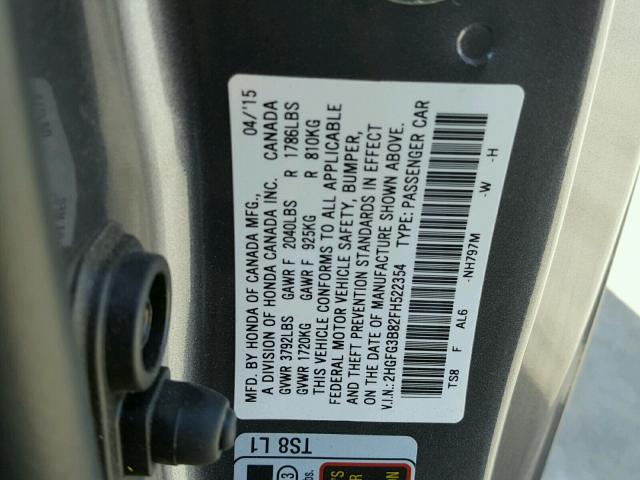 MFD. BY HONDA OF CANADA MFG., 04/'15
A DIVISION OF HONDA CANADA INC. CANADA
GVWR 3792LBS GAWR F 2040LBS R 1786LBS
GVWR 1720KG GAWR F 925KG R 810KG
THIS VEHICLE CONFORMS TO ALL APPLICABLE
FEDERAL MOTOR VEHICLE SAFETY, BUMPER,
AND THEFT PREVENTION STANDARDS IN EFFECT
ON THE DATE OF MANUFACTURE SHOWN ABOVE.
V.I.N.: 2HGFG3B82FH522354 TYPE: PASSENGER CAR
TS8 F AL6 -NH797M -W -H
TS8 L1